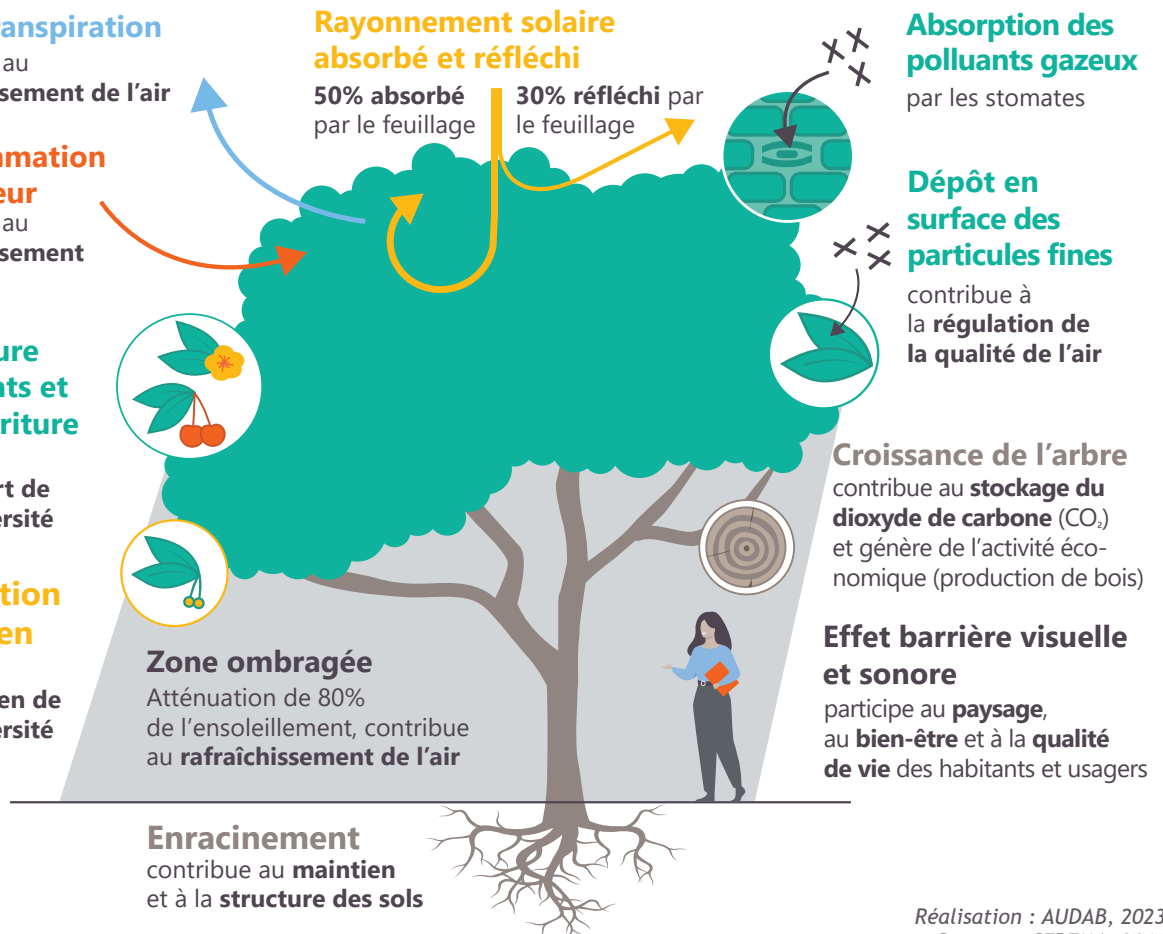 ranspiration
au
sement de l'air
mation
eur
au
sement
ure
ats et
riture
rt de
ersité
tion
en
en de
ersité
Rayonnement solaire
absorbé et réfléchi
50% absorbé
par le feuillage
30% réfléchi par
le feuillage
Absorption des
polluants gazeux
par les stomates
Dépôt en
surface des
particules fines
contribue à
la régulation de
la qualité de l'air
Croissance de l'arbre
contribue au stockage du
dioxyde de carbone (CO₂)
et génère de l'activité éco-
nomique (production de bois)
Effet barrière visuelle
et sonore
participe au paysage,
au bien-être et à la qualité
de vie des habitants et usagers
Zone ombragée
Atténuation de 80%
de l'ensoleillement, contribue
au rafraîchissement de l'air
Enracinement
contribue au maintien
et à la structure des sols
Réalisation : AUDAB, 2023